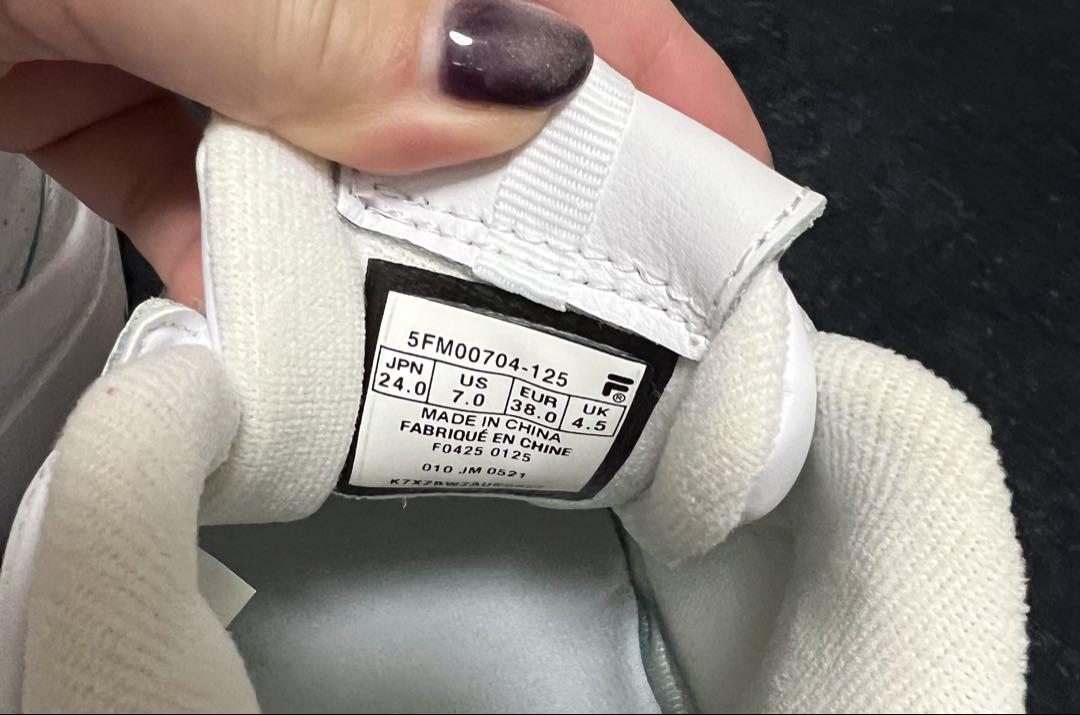 5FM00704-125
JPN US EUR UK
24.0 7.0 38.0 4.5
MADE IN CHINA
FABRIQUÉ EN CHINE
F0425 0125
010 JM 0521